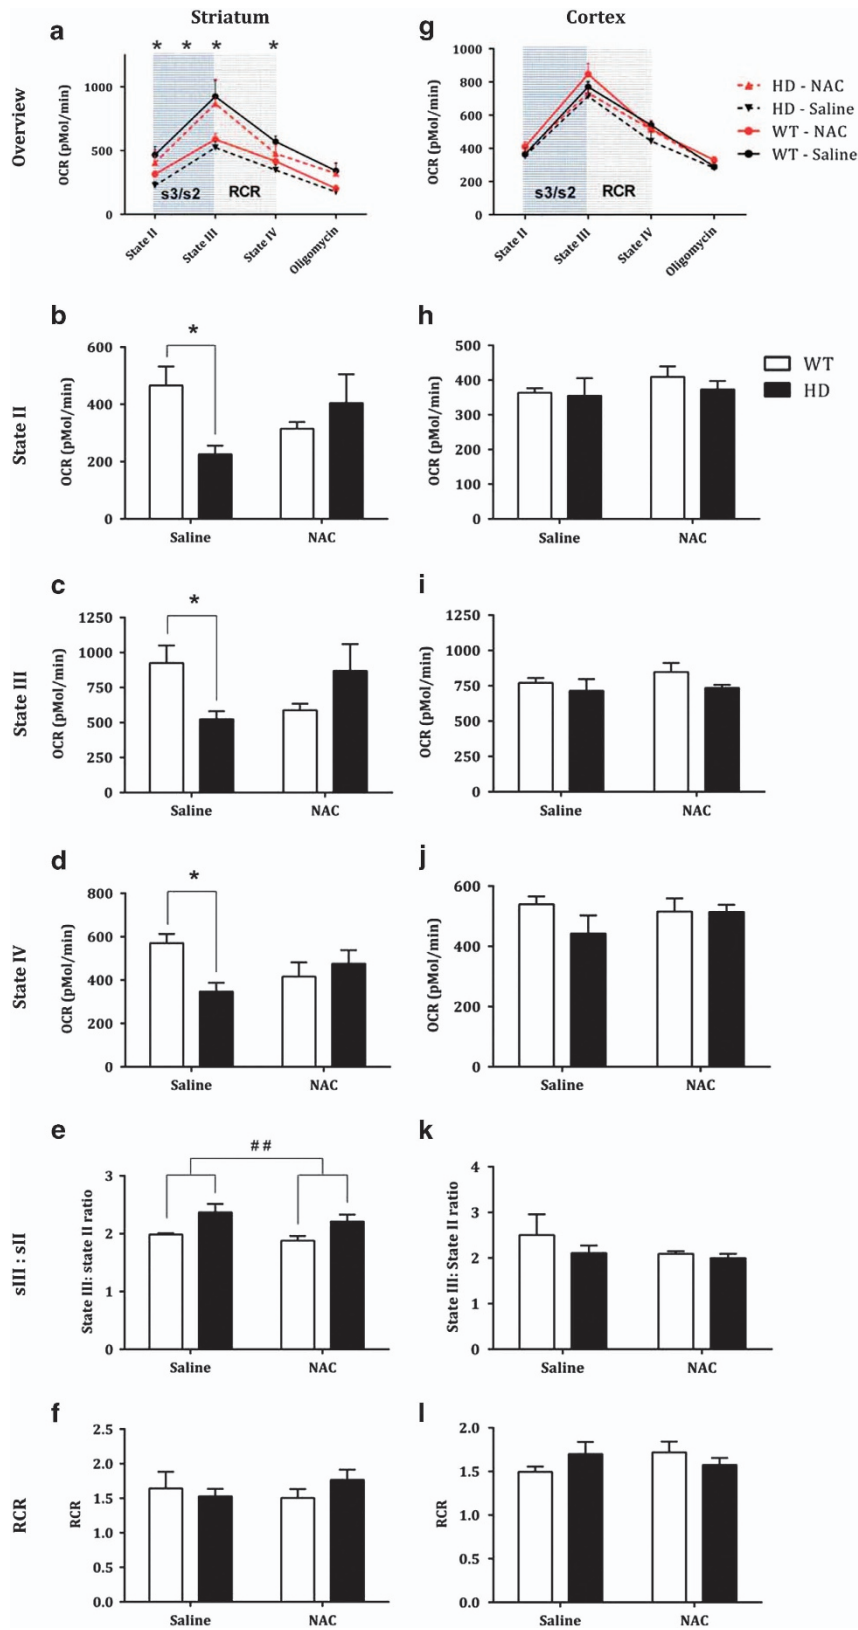 Striatum
Cortex
a
g
Overview
* * * *
OCR (pMol/min)
1000
500
0
s3/s2
RCR
State II
State III
State IV
Oligomycin
OCR (pMol/min)
1000
800
600
400
200
0
s3/s2
RCR
State II
State III
State IV
Oligomycin
HD - NAC
HD - Saline
WT - NAC
WT - Saline
b
h
State II
OCR (pMol/min)
600
400
200
0
*
Saline
NAC
OCR (pMol/min)
500
400
300
200
100
0
Saline
NAC
WT
HD
c
i
State III
OCR (pMol/min)
1250
1000
750
500
250
0
*
Saline
NAC
OCR (pMol/min)
1250
1000
750
500
250
0
Saline
NAC
d
j
State IV
OCR (pMol/min)
800
600
400
200
0
*
Saline
NAC
OCR (pMol/min)
600
400
200
0
Saline
NAC
e
k
sIII : sII
State III: state II ratio
3
2
1
0
##
Saline
NAC
State III: State II ratio
4
3
2
1
0
Saline
NAC
f
l
RCR
RCR
2.5
2.0
1.5
1.0
0.5
0.0
Saline
NAC
RCR
2.0
1.5
1.0
0.5
0.0
Saline
NAC